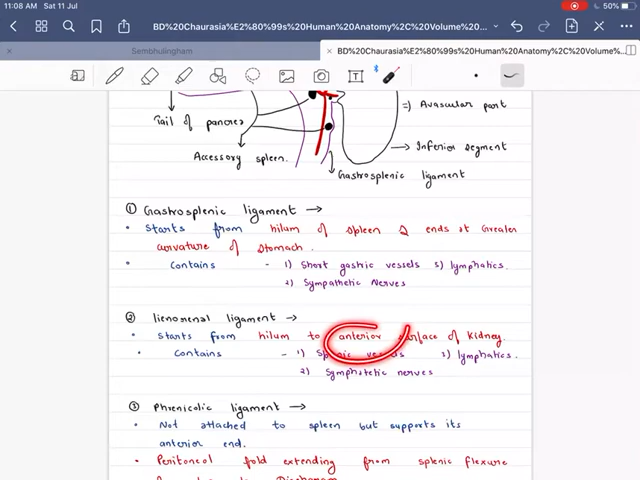 11:08 AM Sat 11 Jul
50%
BD%20Chaurasia%E2%80%99s%20Human%20Anatomy%2C%20Volume%...
Sembhulingham
BD%20Chaurasia%E2%80%99s%20Human%20Anatomy%2C%20Volume%...
Tail of pancrea
Accessory spleen.
=) Avascular part
Inferior segment
Gastrosplenic ligament
① Gastrosplenic ligament →
• Starts from hilum of spleen & ends at Greater
curvature of stomach.
• Contains - 1) Short gastric vessels 3) lymphatics.
2) Sympathetic Nerves
② lienorenal ligament →
• Starts from hilum to anterior surface of kidney.
• Contains - 1) Splenic vessels 3) lymphatics.
2) Symphatetic nerves
③ Phrenicolic ligament →
• Not attached to spleen but supports its
anterior end.
• Peritoneol fold extending from splenic flexure